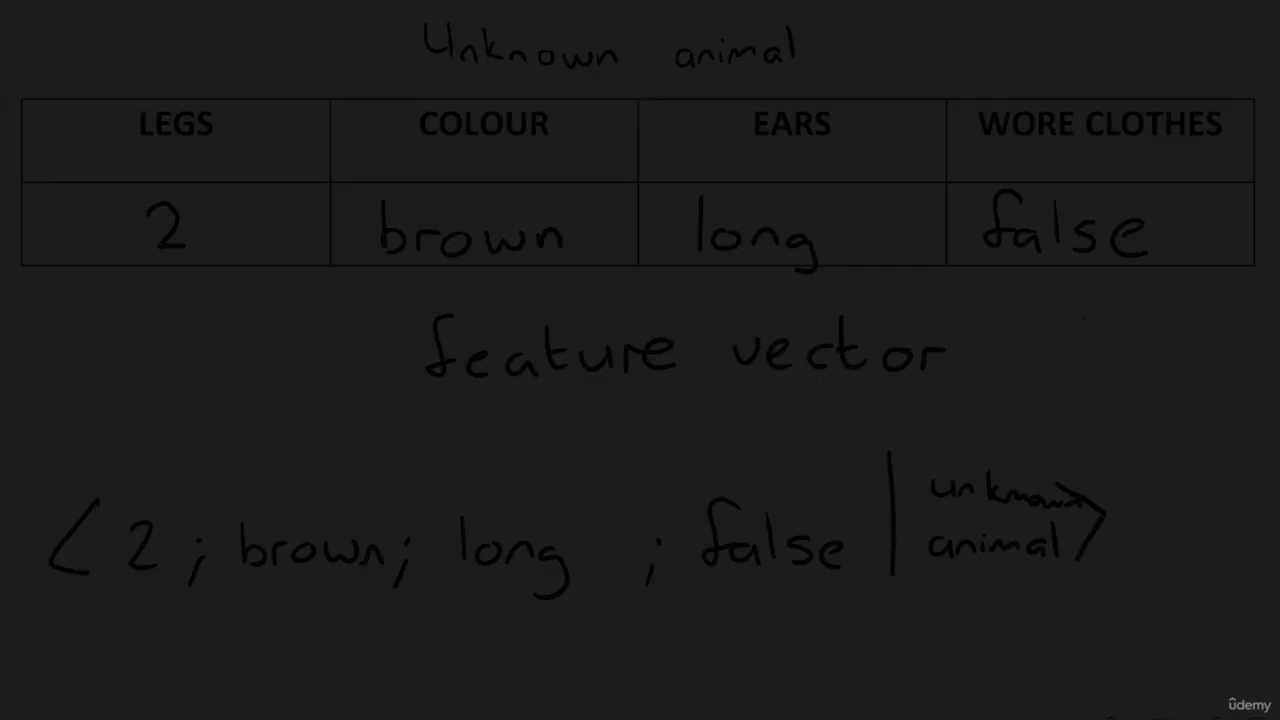 Unknown animal
LEGS COLOUR EARS WORE CLOTHES
2 brown long false
feature vector
< 2 ; brown; long ; false | unknown
animal >
ûdemy